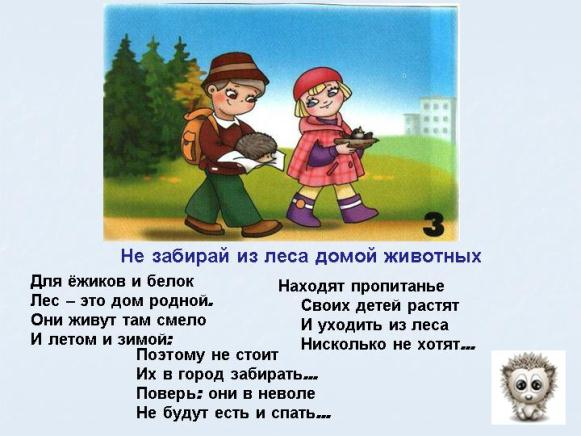 3
Не забирай из леса домой животных
Для ёжиков и белок
Лес – это дом родной.
Они живут там смело
И летом и зимой:
Находят пропитанье
Своих детей растят
И уходить из леса
Нисколько не хотят...
Поэтому не стоит
Их в город забирать...
Поверь: они в неволе
Не будут есть и спать...